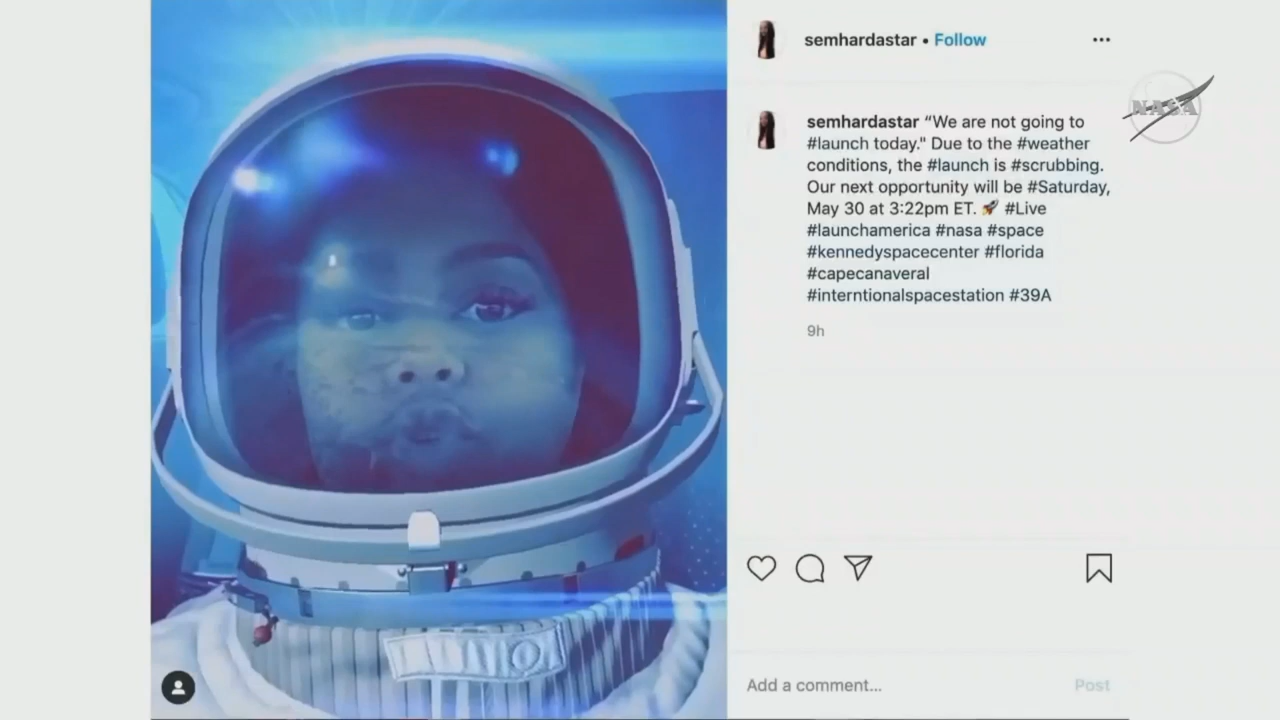 semhardastar • Follow
NASA
semhardastar “We are not going to
#launch today." Due to the #weather
conditions, the #launch is #scrubbing.
Our next opportunity will be #Saturday,
May 30 at 3:22pm ET. 🚀 #Live
#launchamerica #nasa #space
#kennedyspacecenter #florida
#capecanaveral
#interntionalspacestation #39A
9h
Add a comment... Post